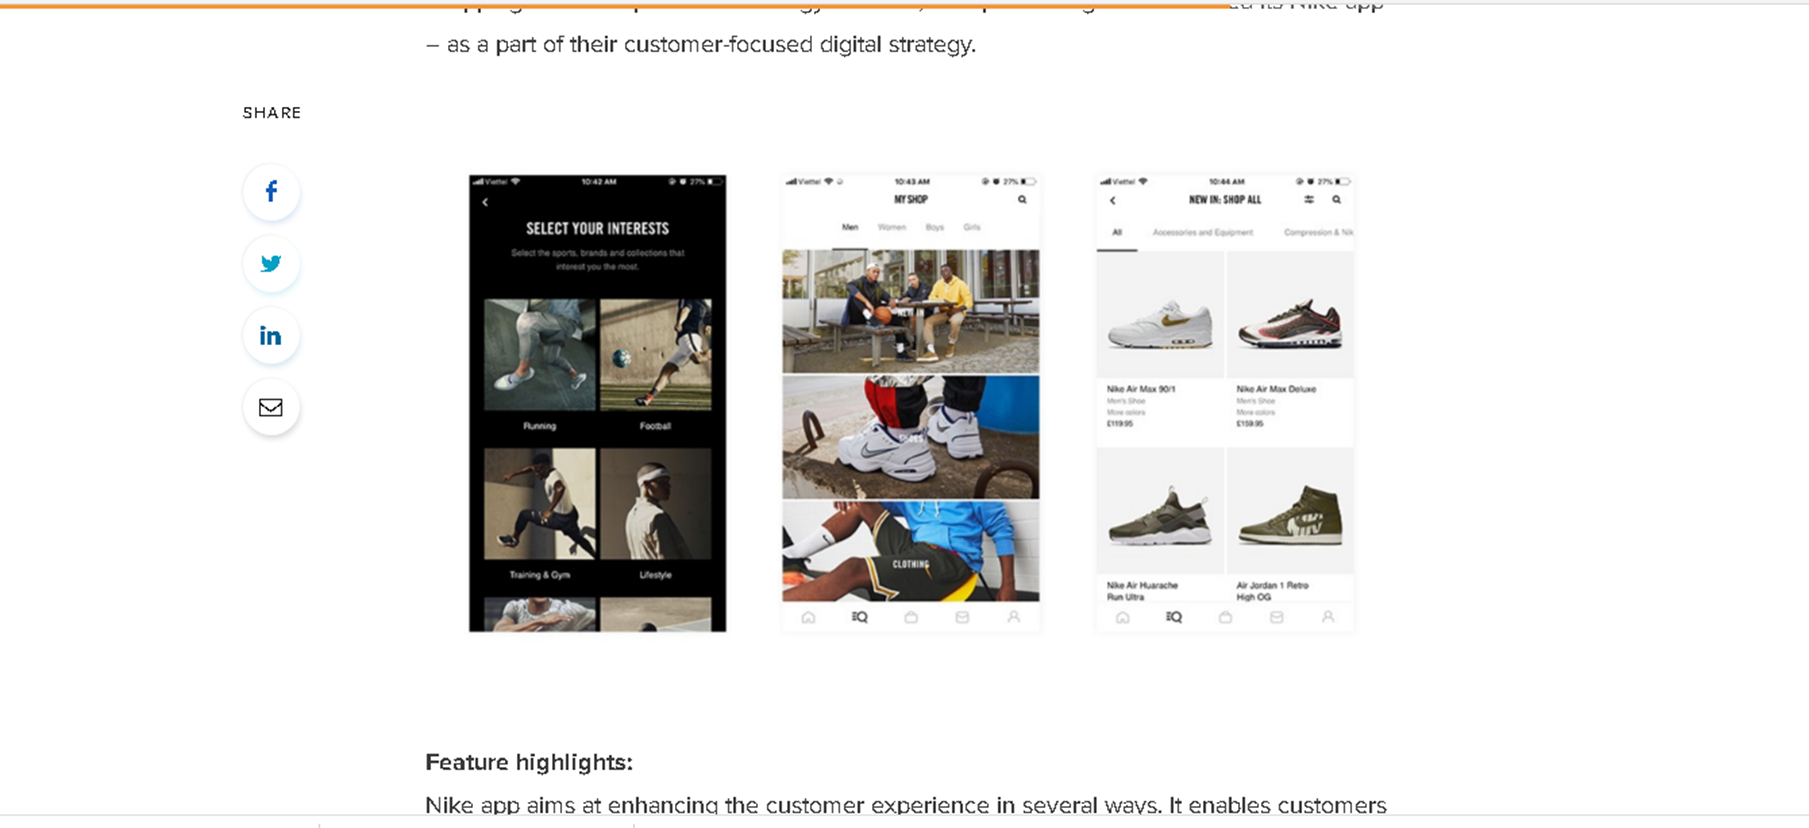 its Nike app
– as a part of their customer-focused digital strategy.
SHARE
Viettel 10:42 AM 27%
SELECT YOUR INTERESTS
Select the sports, brands and collections that
interest you the most.
Running Football
Training & Gym Lifestyle
Viettel 10:43 AM 27%
MY SHOP
Men Women Boys Girls
SHOES
CLOTHING
Viettel 10:44 AM 27%
NEW IN: SHOP ALL
All Accessories and Equipment Compression & Nik
Nike Air Max 90/1
Men's Shoe
More colors
£119.95
Nike Air Max Deluxe
Men's Shoe
More colors
£159.95
Nike Air Huarache
Run Ultra
Air Jordan 1 Retro
High OG
Feature highlights:
Nike app aims at enhancing the customer experience in several ways. It enables customers